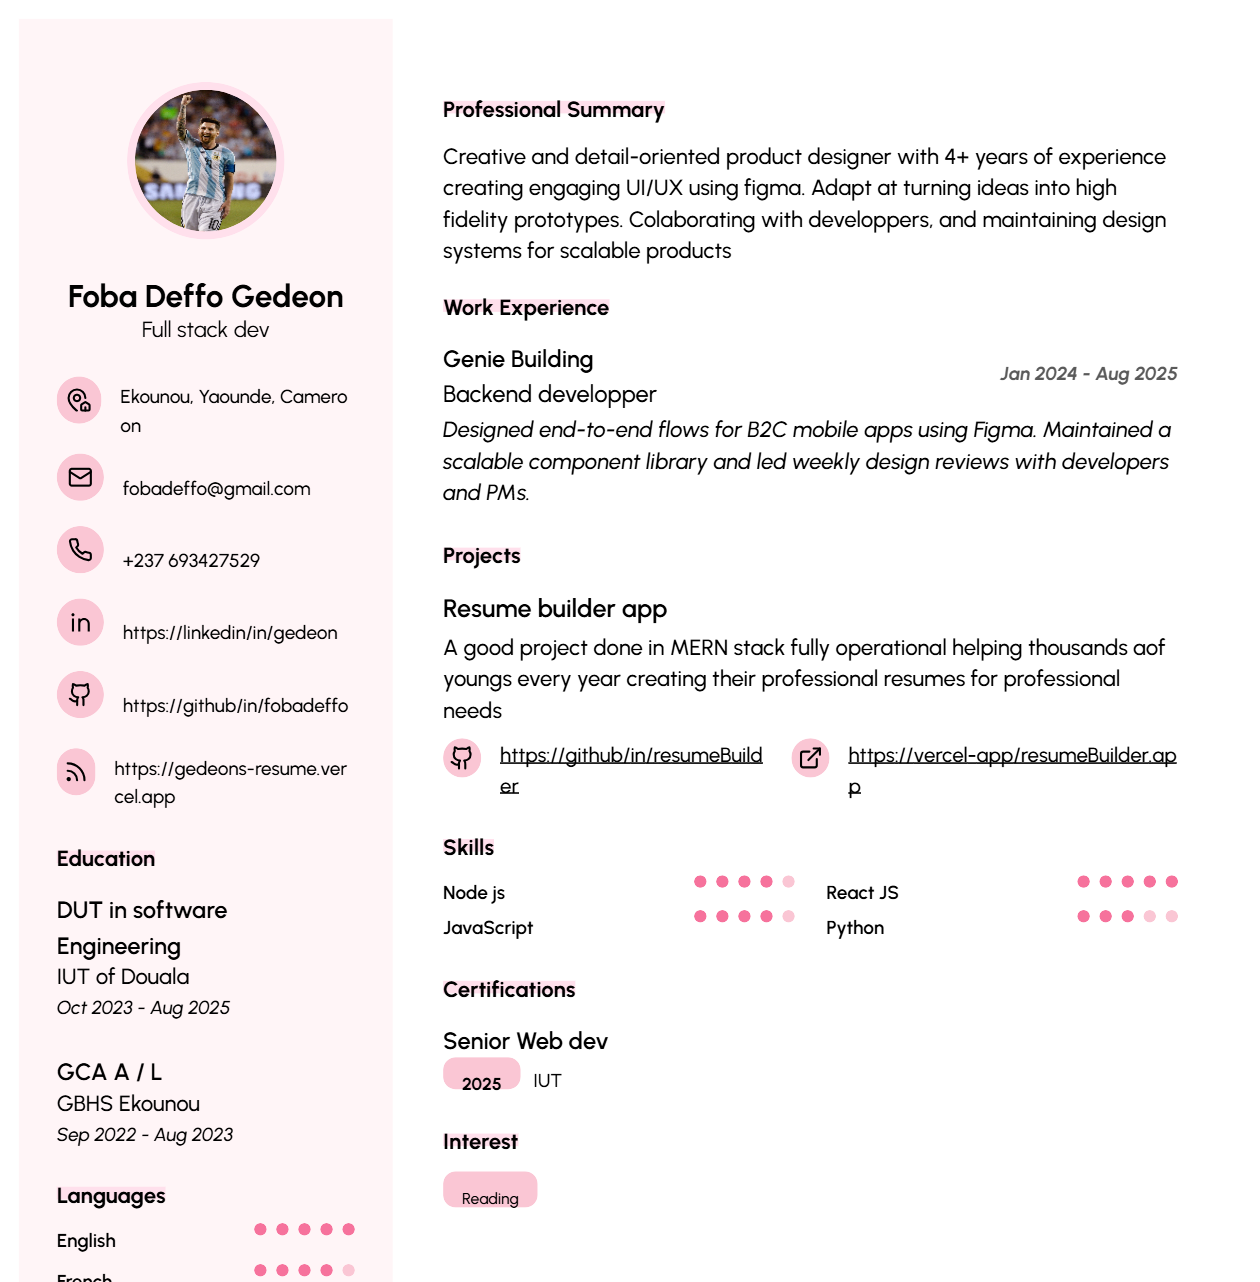 Foba Deffo Gedeon
Full stack dev
Ekounou, Yaounde, Camero
on
fobadeffo@gmail.com
+237 693427529
https://linkedin/in/gedeon
https://github/in/fobadeffo
https://gedeons-resume.ver
cel.app
Education
DUT in software
Engineering
IUT of Douala
Oct 2023 - Aug 2025
GCA A / L
GBHS Ekounou
Sep 2022 - Aug 2023
Languages
English
French
Professional Summary
Creative and detail-oriented product designer with 4+ years of experience
creating engaging UI/UX using figma. Adapt at turning ideas into high
fidelity prototypes. Colaborating with developpers, and maintaining design
systems for scalable products
Work Experience
Genie Building
Jan 2024 - Aug 2025
Backend developper
Designed end-to-end flows for B2C mobile apps using Figma. Maintained a
scalable component library and led weekly design reviews with developers
and PMs.
Projects
Resume builder app
A good project done in MERN stack fully operational helping thousands aof
youngs every year creating their professional resumes for professional
needs
https://github/in/resumeBuild
er
https://vercel-app/resumeBuilder.ap
p
Skills
Node js
React JS
JavaScript
Python
Certifications
Senior Web dev
2025 IUT
Interest
Reading